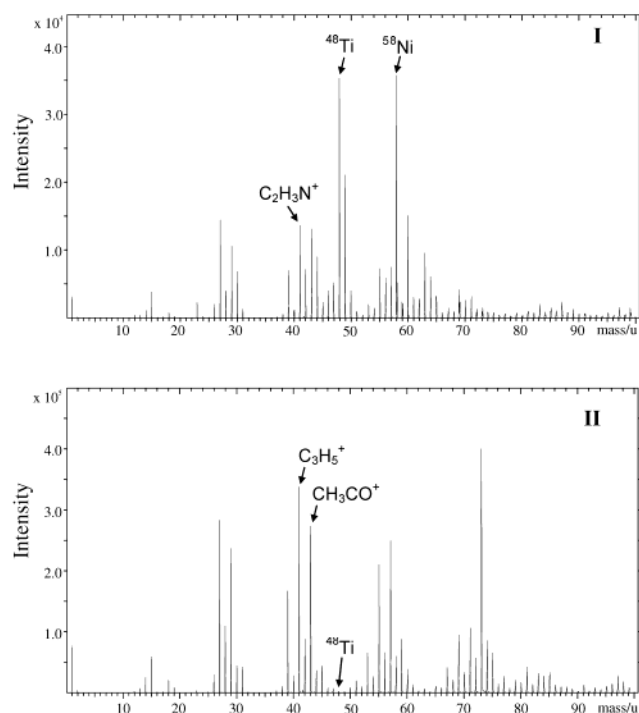 x 10⁴
I
4.0
⁴⁸Ti
⁵⁸Ni
3.0
Intensity
2.0
C₂H₃N⁺
1.0
10 20 30 40 50 60 70 80 90 mass/u
x 10⁵
II
4.0
C₃H₅⁺
CH₃CO⁺
3.0
Intensity
2.0
1.0
⁴⁸Ti
10 20 30 40 50 60 70 80 90 mass/u